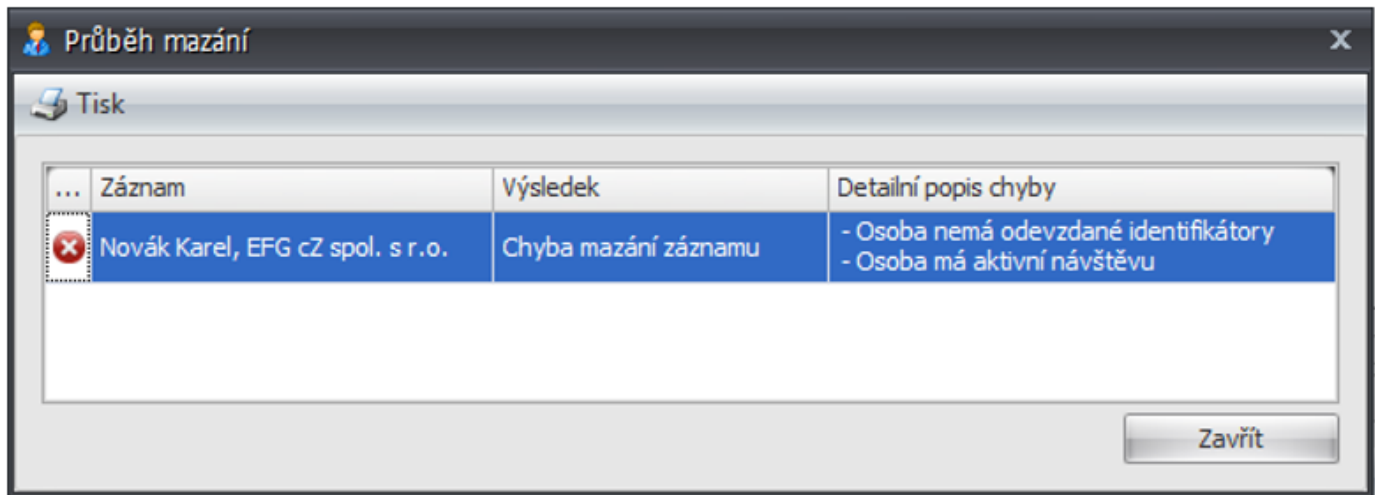 Průběh mazání
x
Tisk
... Záznam Výsledek Detailní popis chyby
Novák Karel, EFG cZ spol. s r.o. Chyba mazání záznamu - Osoba nemá odevzdané identifikátory
- Osoba má aktivní návštěvu
Zavřít